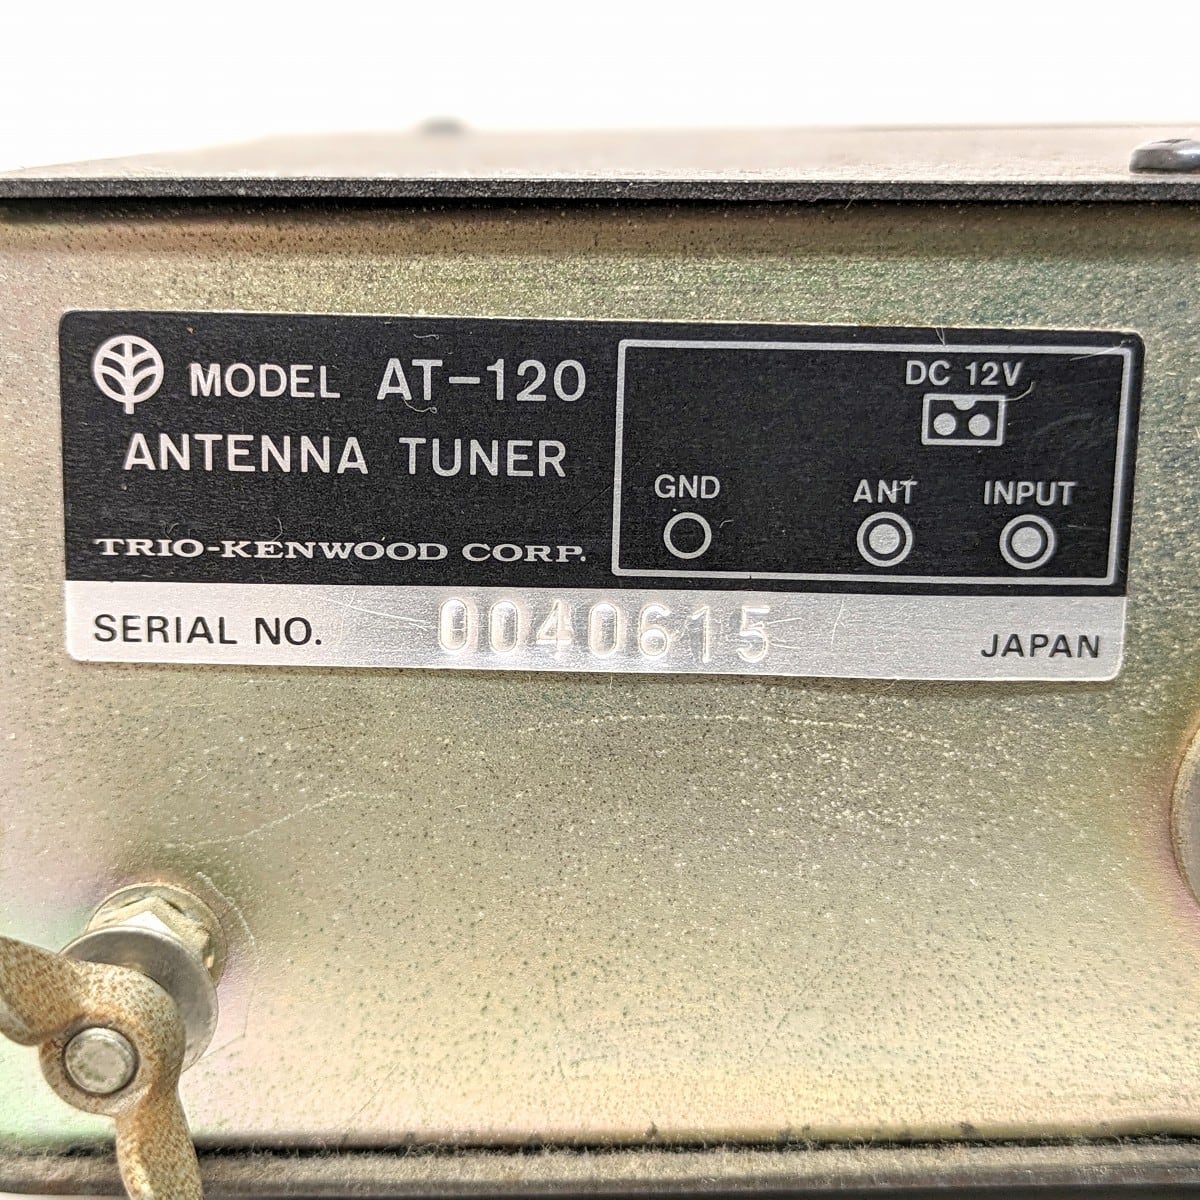 MODEL AT-120
ANTENNA TUNER
TRIO-KENWOOD CORP.
DC 12V
GND ANT INPUT
SERIAL NO. 0040615 JAPAN